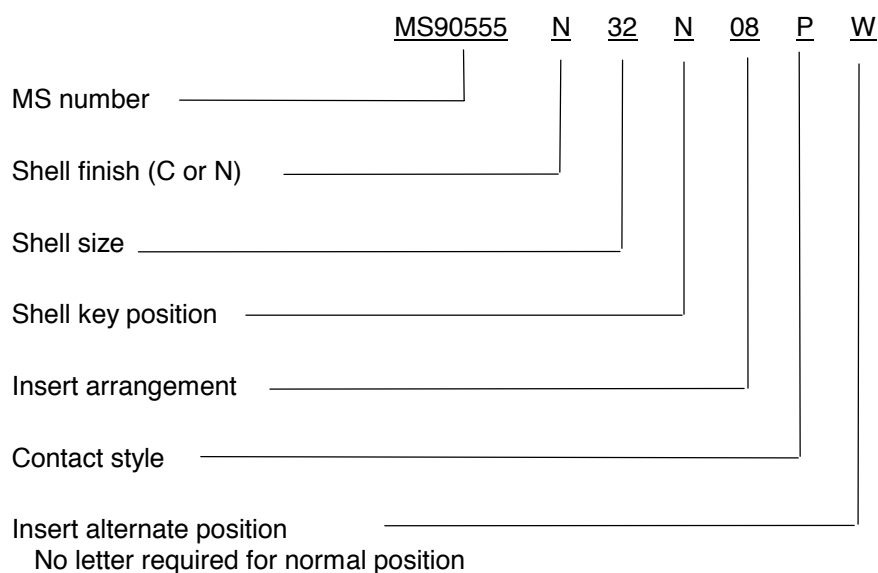 MS90555 N 32 N 08 P W
MS number
Shell finish (C or N)
Shell size
Shell key position
Insert arrangement
Contact style
Insert alternate position
No letter required for normal position